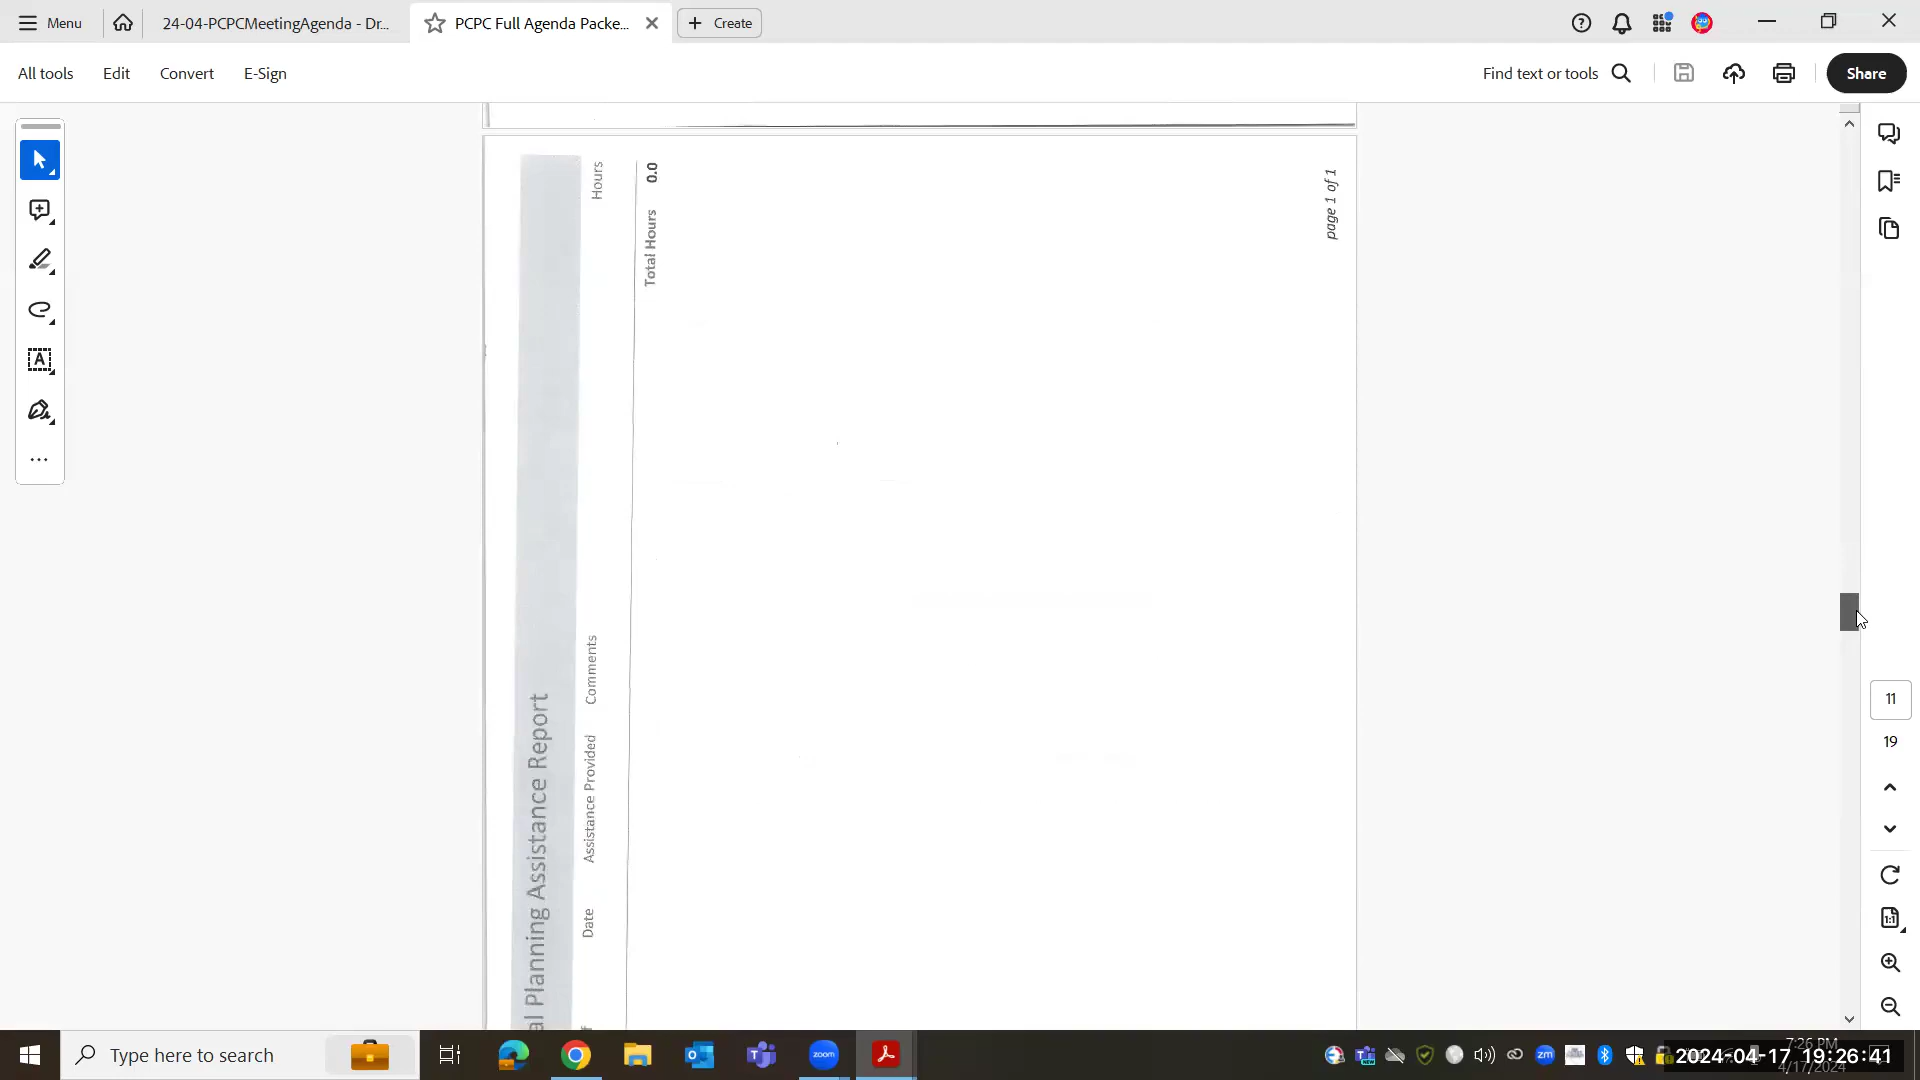 Menu
24-04-PCPCMeetingAgenda - Dr...
PCPC Full Agenda Packe...
Create
All tools
Edit
Convert
E-Sign
Find text or tools
Share
al Planning Assistance Report
f
Date
Assistance Provided
Comments
Hours
Total Hours 0.0
page 1 of 1
11
19
Type here to search
zoom
zm
7:26 PM
4/17/2024
2024-04-17 19:26:41